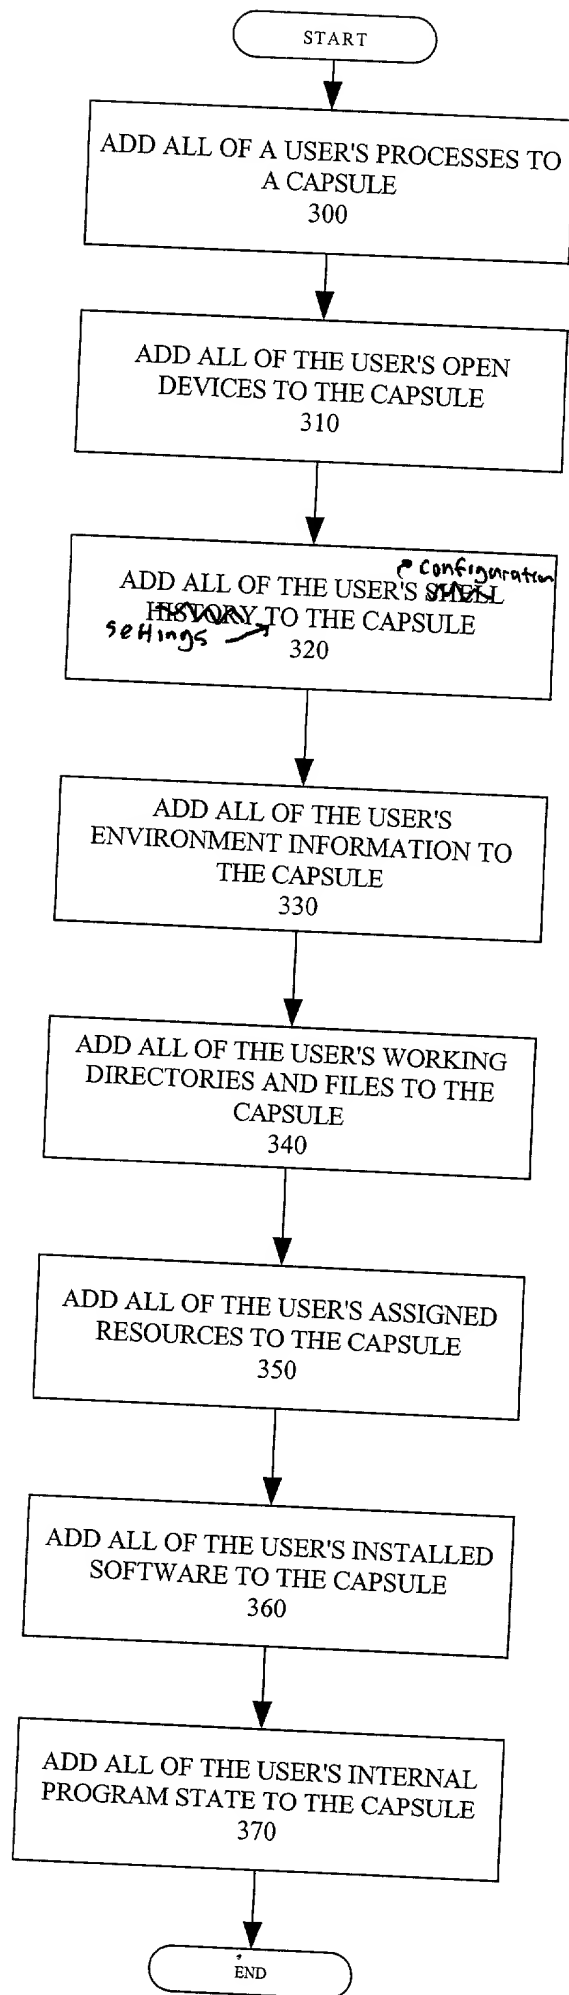 START
ADD ALL OF A USER'S PROCESSES TO
A CAPSULE
300
ADD ALL OF THE USER'S OPEN
DEVICES TO THE CAPSULE
310
configuration
ADD ALL OF THE USER'S SHELL
HISTORY TO THE CAPSULE
settings
320
ADD ALL OF THE USER'S
ENVIRONMENT INFORMATION TO
THE CAPSULE
330
ADD ALL OF THE USER'S WORKING
DIRECTORIES AND FILES TO THE
CAPSULE
340
ADD ALL OF THE USER'S ASSIGNED
RESOURCES TO THE CAPSULE
350
ADD ALL OF THE USER'S INSTALLED
SOFTWARE TO THE CAPSULE
360
ADD ALL OF THE USER'S INTERNAL
PROGRAM STATE TO THE CAPSULE
370
END